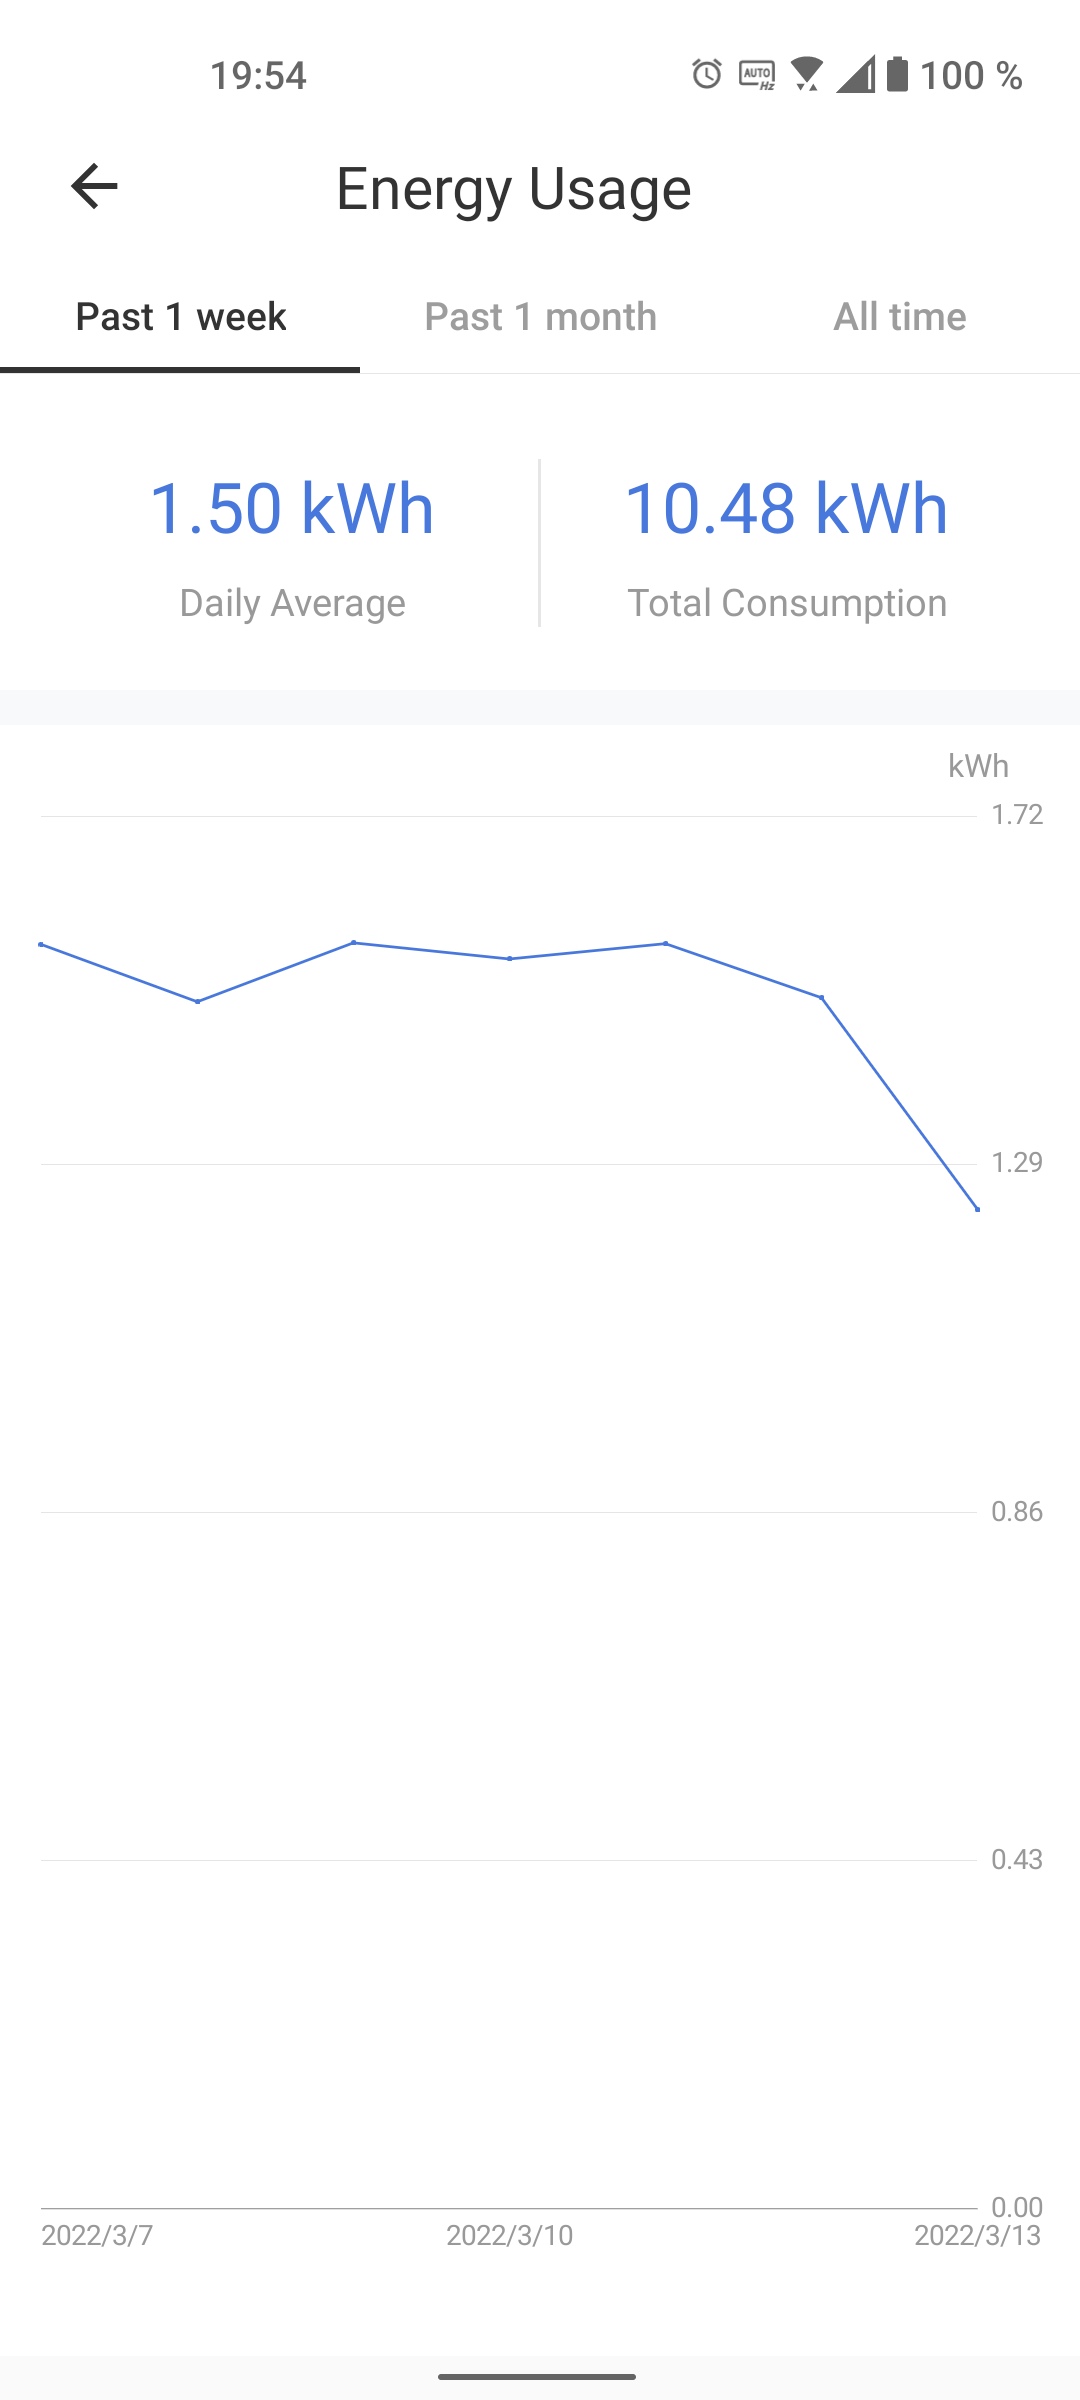 19:54 AUTO Hz 100 %
Energy Usage
Past 1 week Past 1 month All time
1.50 kWh 10.48 kWh
Daily Average Total Consumption
kWh
1.72
1.29
0.86
0.43
0.00
2022/3/7 2022/3/10 2022/3/13